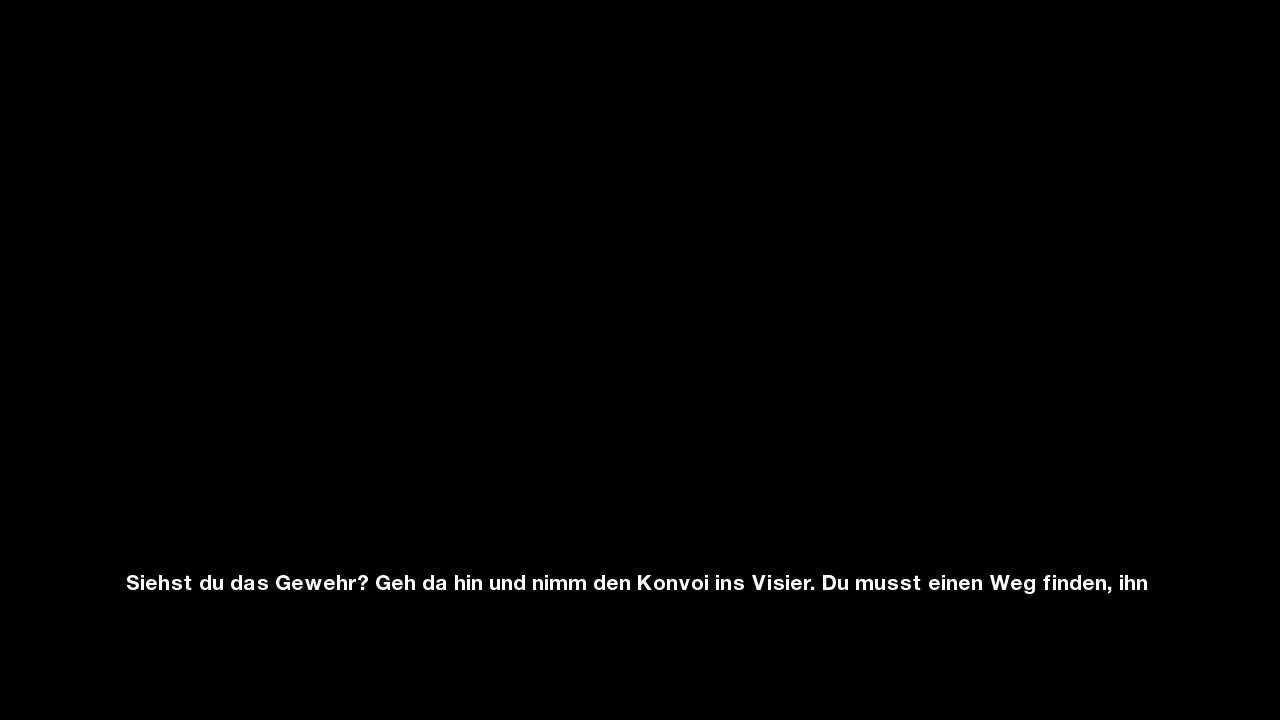 Siehst du das Gewehr? Geh da hin und nimm den Konvoi ins Visier. Du musst einen Weg finden, ihn